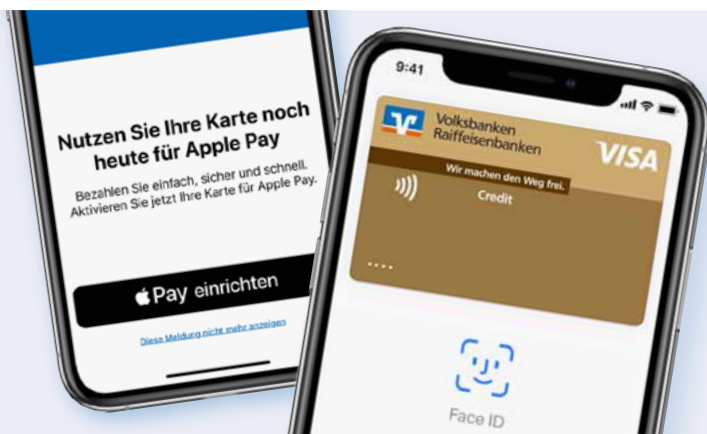 Nutzen Sie Ihre Karte noch
heute für Apple Pay
Bezahlen Sie einfach, sicher und schnell.
Aktivieren Sie jetzt Ihre Karte für Apple Pay.
Pay einrichten
Diese Meldung nicht mehr anzeigen
9:41
Volksbanken
Raiffeisenbanken
VISA
Wir machen den Weg frei.
Credit
....
Face ID